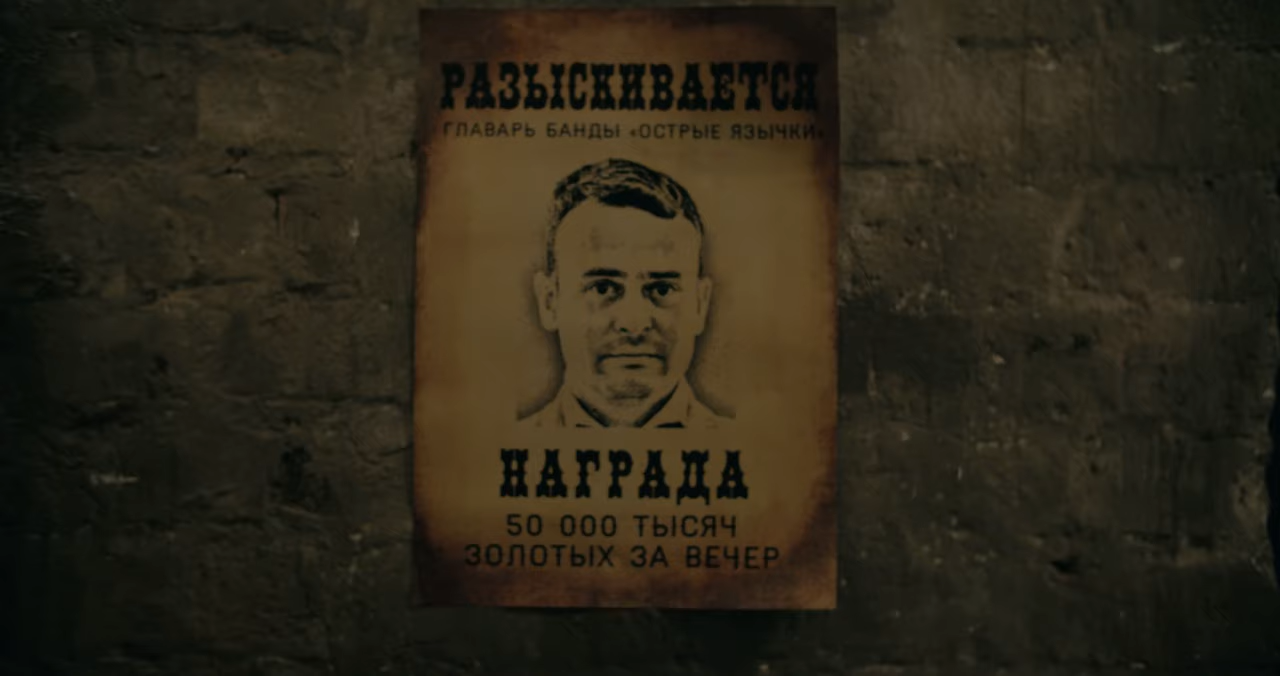 РАЗЫСКИВАЕТСЯ
ГЛАВАРЬ БАНДЫ «ОСТРЫЕ ЯЗЫЧКИ»
НАГРАДА
50 000 ТЫСЯЧ
ЗОЛОТЫХ ЗА ВЕЧЕР